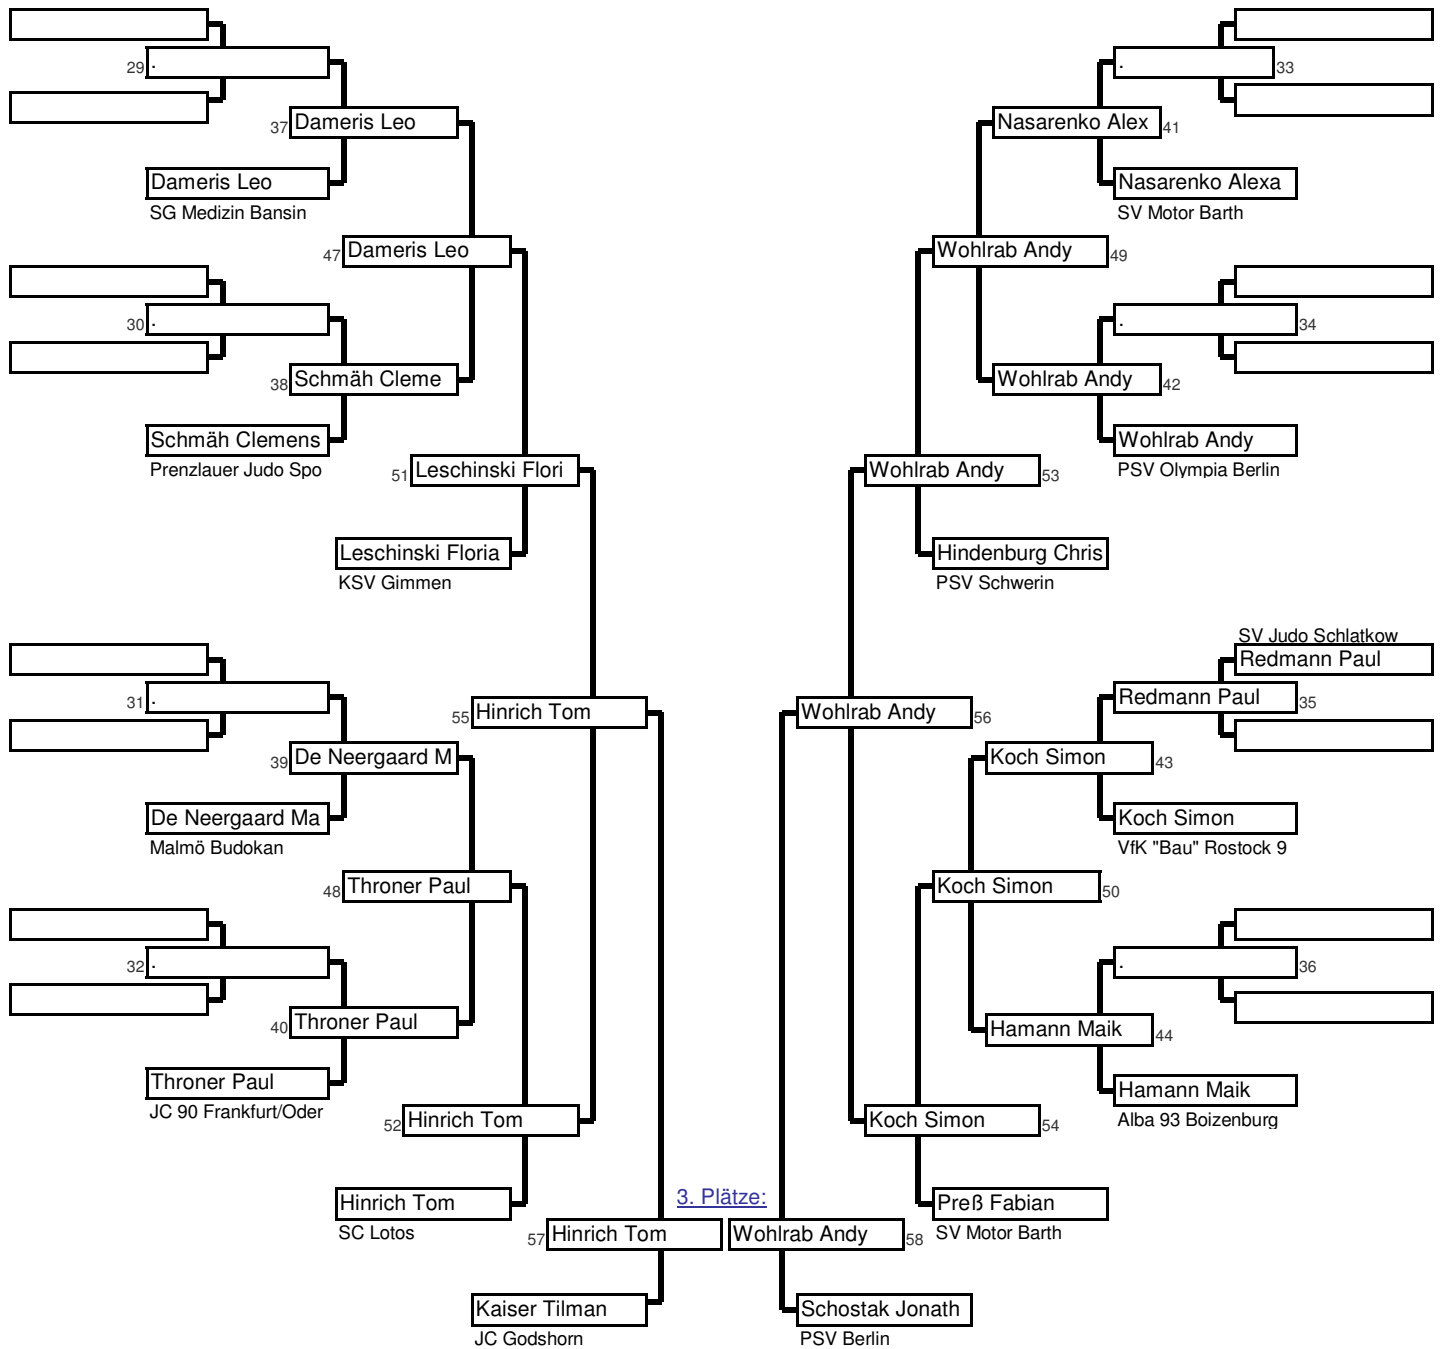 29 .
37 Dameris Leo
Dameris Leo
SG Medizin Bansin
47 Dameris Leo
30 .
38 Schmäh Cleme
Schmäh Clemens
Prenzlauer Judo Spo
51 Leschinski Flori
Leschinski Floria
KSV Gimmen
31 .
55 Hinrich Tom
39 De Neergaard M
De Neergaard Ma
Malmö Budokan
48 Throner Paul
32 .
40 Throner Paul
Throner Paul
JC 90 Frankfurt/Oder
52 Hinrich Tom
Hinrich Tom
SC Lotos
57 Hinrich Tom
Kaiser Tilman
JC Godshorn
3. Plätze:
. 33
Nasarenko Alex 41
Nasarenko Alexa
SV Motor Barth
Wohlrab Andy 49
. 34
Wohlrab Andy 42
Wohlrab Andy
PSV Olympia Berlin
Wohlrab Andy 53
Hindenburg Chris
PSV Schwerin
SV Judo Schlatkow
Redmann Paul
Redmann Paul 35
Wohlrab Andy 56
Koch Simon 43
Koch Simon
VfK "Bau" Rostock 9
Koch Simon 50
. 36
Hamann Maik 44
Hamann Maik
Alba 93 Boizenburg
Koch Simon 54
Preß Fabian
SV Motor Barth
Wohlrab Andy 58
Schostak Jonath
PSV Berlin